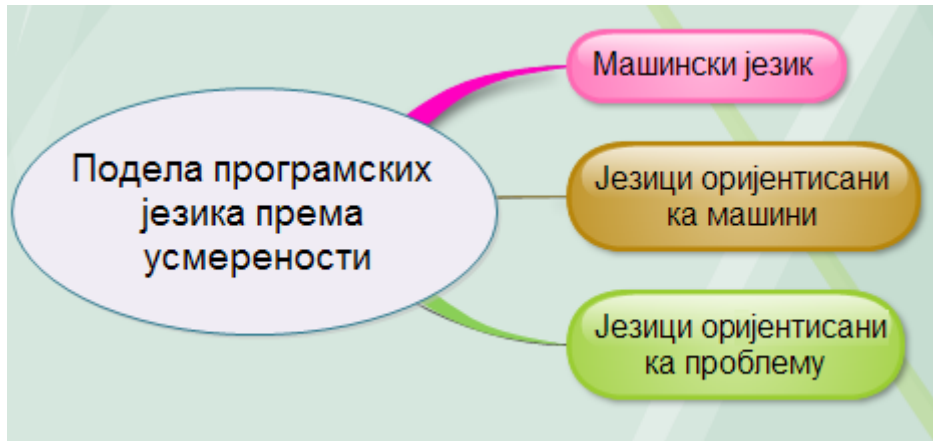 Подела програмских
језика према
усмерености
Машински језик
Језици оријентисани
ка машини
Језици оријентисани
ка проблему